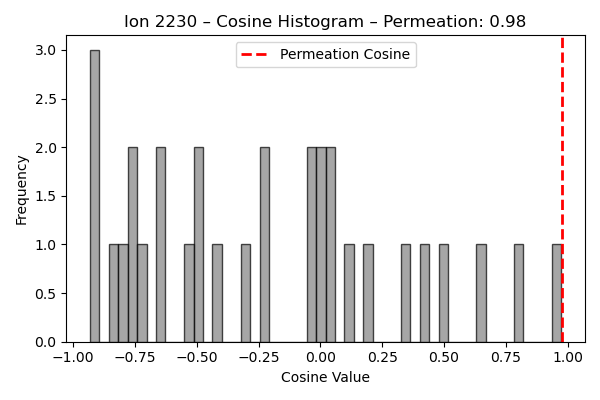 Ion 2230 – Cosine Histogram – Permeation: 0.98
Permeation Cosine
3.0
2.5
2.0
1.5
1.0
0.5
0.0
Frequency
−1.00 −0.75 −0.50 −0.25 0.00 0.25 0.50 0.75 1.00
Cosine Value